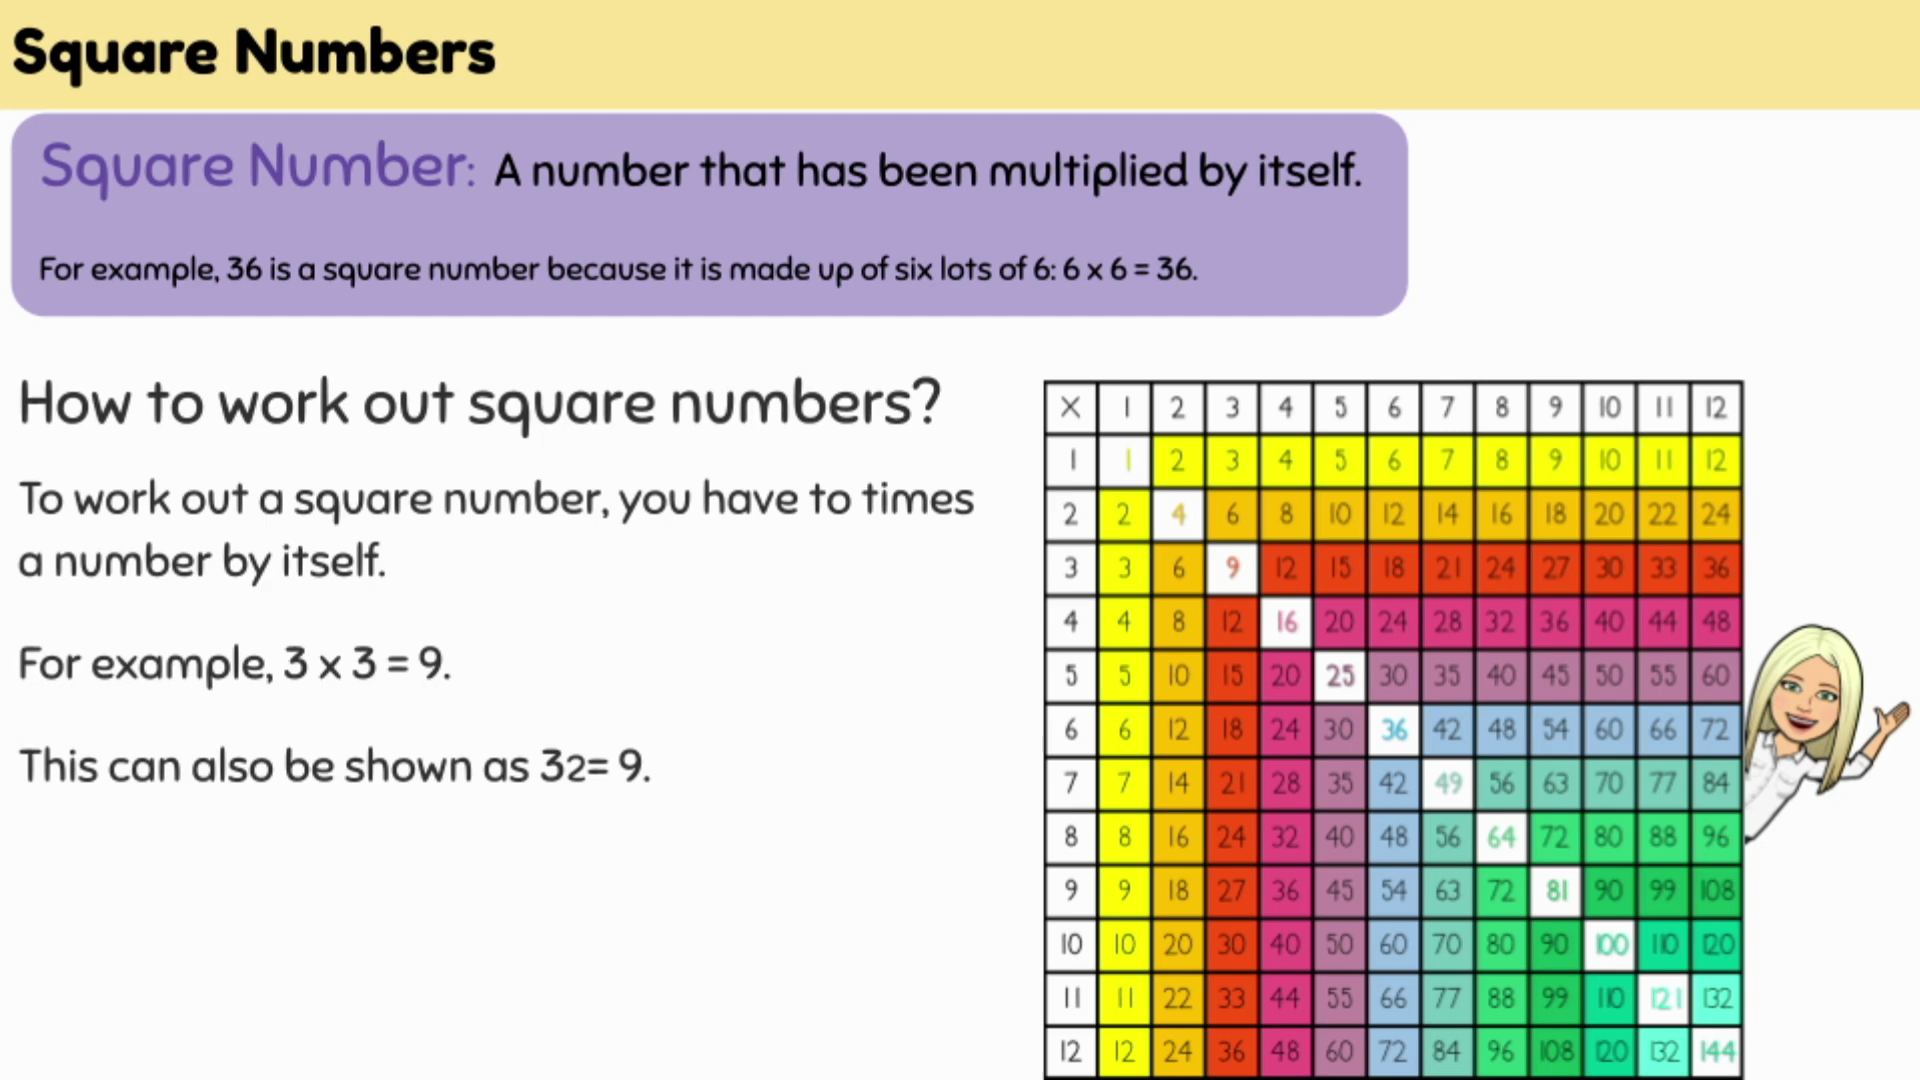 Square Numbers
Square Number: A number that has been multiplied by itself.
For example, 36 is a square number because it is made up of six lots of 6: 6 x 6 = 36.
How to work out square numbers?
To work out a square number, you have to times
a number by itself.
For example, 3 x 3 = 9.
This can also be shown as 32= 9.
X 1 2 3 4 5 6 7 8 9 10 11 12
1 1 2 3 4 5 6 7 8 9 10 11 12
2 2 4 6 8 10 12 14 16 18 20 22 24
3 3 6 9 12 15 18 21 24 27 30 33 36
4 4 8 12 16 20 24 28 32 36 40 44 48
5 5 10 15 20 25 30 35 40 45 50 55 60
6 6 12 18 24 30 36 42 48 54 60 66 72
7 7 14 21 28 35 42 49 56 63 70 77 84
8 8 16 24 32 40 48 56 64 72 80 88 96
9 9 18 27 36 45 54 63 72 81 90 99 108
10 10 20 30 40 50 60 70 80 90 100 110 120
11 11 22 33 44 55 66 77 88 99 110 121 132
12 12 24 36 48 60 72 84 96 108 120 132 144